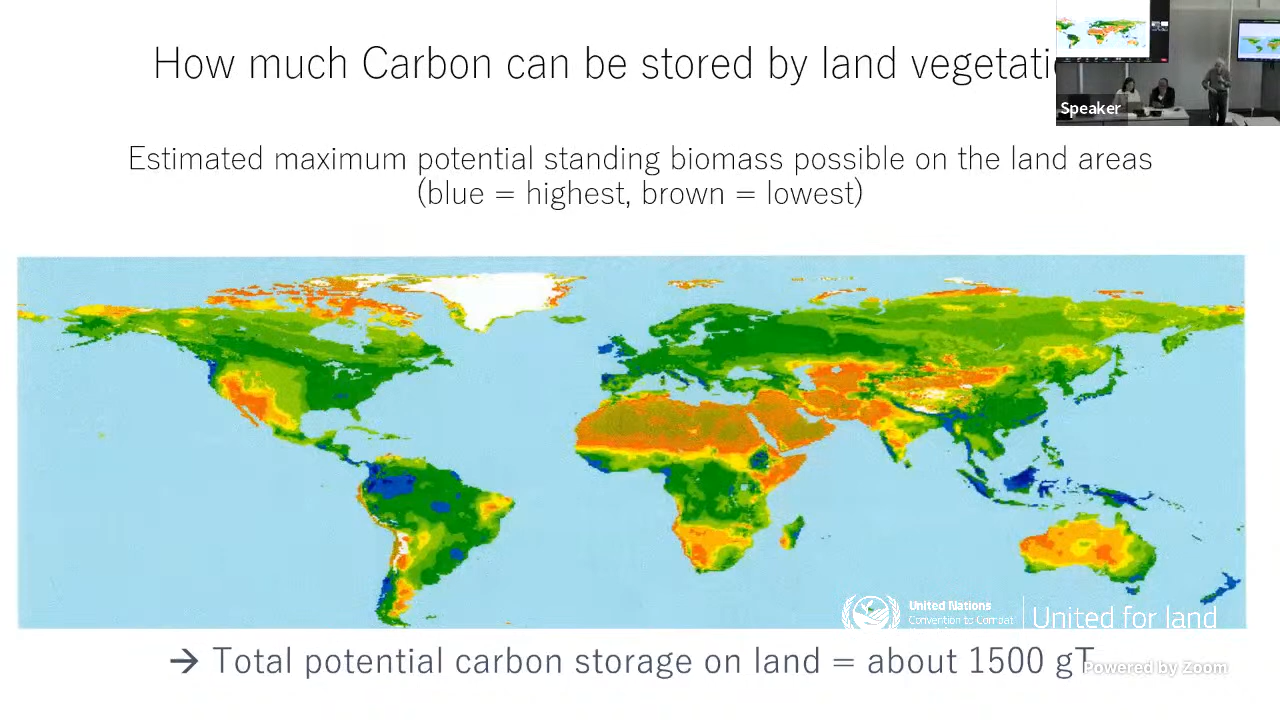 How much Carbon can be stored by land vegetati
Speaker
Estimated maximum potential standing biomass possible on the land areas
(blue = highest, brown = lowest)
United Nations
Convention to Combat
United for land
→ Total potential carbon storage on land = about 1500 gT
Powered by Zoom